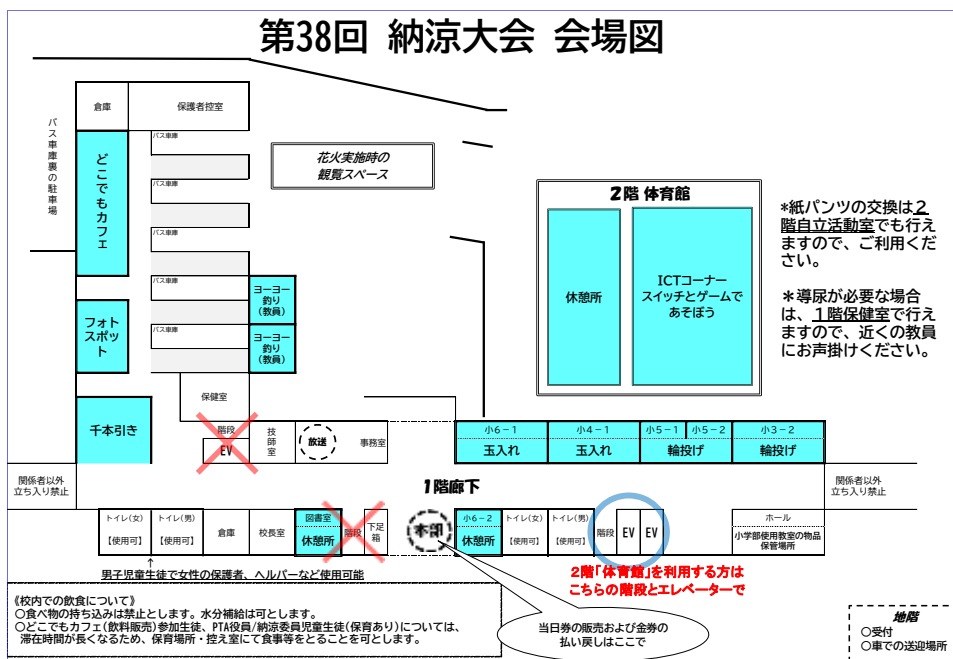 第38回 納涼大会 会場図
バス車庫裏の駐車場
倉庫
保護者控室
どこでもカフェ
バス車庫
バス車庫
バス車庫
バス車庫
バス車庫
花火実施時の
観覧スペース
ヨーヨー
釣り
(教員)
ヨーヨー
釣り
(教員)
フォト
スポッ
ト
千本引き
保健室
階段
EV
技師室
放送
事務室
2階 体育館
休憩所
ICTコーナー
スイッチとゲームで
あそぼう
*紙パンツの交換は2
階自立活動室でも行え
ますので、ご利用くだ
さい。
*導尿が必要な場合
は、1階保健室で行え
ますので、近くの教員
にお声掛けください。
小6-1
玉入れ
小4-1
玉入れ
小5-1
小5-2
輪投げ
小3-2
輪投げ
関係者以外
立ち入り禁止
1階廊下
関係者以外
立ち入り禁止
トイレ(女)
【使用可】
トイレ(男)
【使用可】
倉庫
校長室
図書室
休憩所
階段
下足箱
本部
小6-2
休憩所
トイレ(女)
【使用可】
トイレ(男)
【使用可】
階段
EV
EV
ホール
小学部使用教室の物品
保管場所
男子児童生徒で女性の保護者、ヘルパーなど使用可能
2階「体育館」を利用する方は
こちらの階段とエレベーターで
《校内での飲食について》
○食べ物の持ち込みは禁止とします。水分補給は可とします。
○どこでもカフェ(飲料販売)参加生徒、PTA役員/納涼委員児童生徒(保育あり)については、
滞在時間が長くなるため、保育場所・控え室にて食事等をとることを可とします。
当日券の販売および金券の
払い戻しはここで
地階
○受付
○車での送迎場所